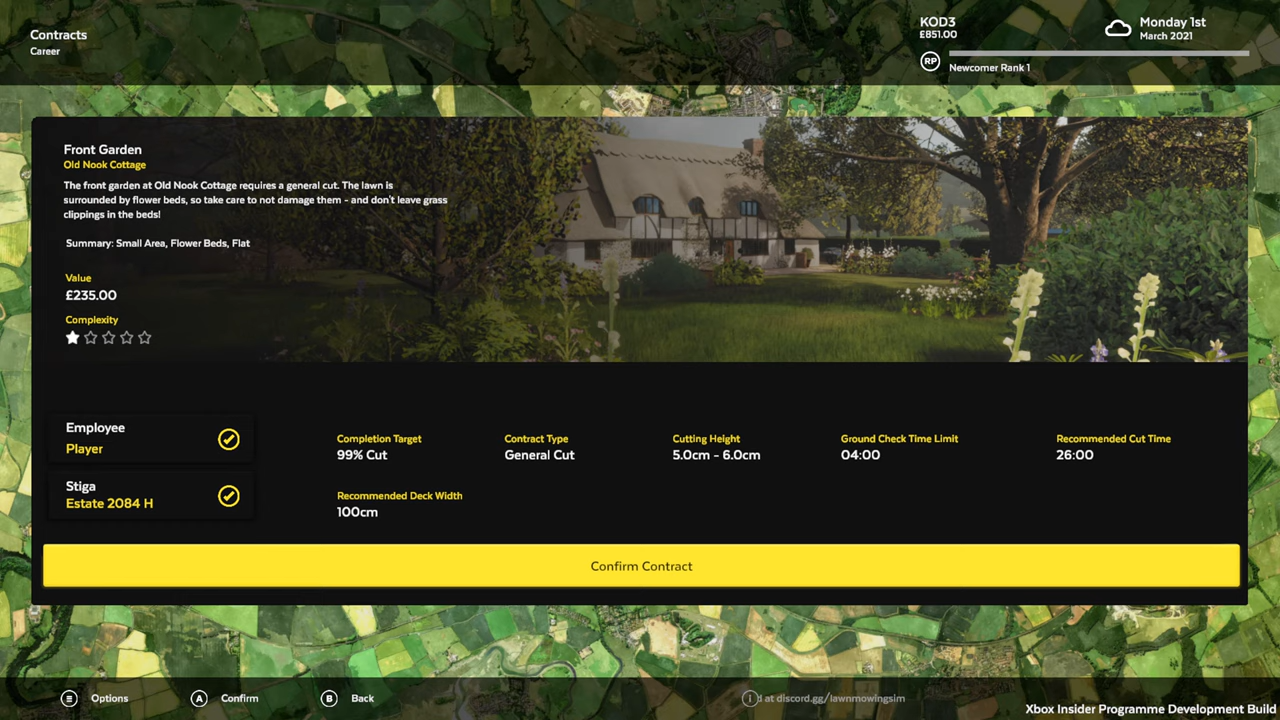 Contracts
Career
KOD3
£851.00
Monday 1st
March 2021
RP
Newcomer Rank 1
Front Garden
Old Nook Cottage
The front garden at Old Nook Cottage requires a general cut. The lawn is
surrounded by flower beds, so take care to not damage them - and don't leave grass
clippings in the beds!
Summary: Small Area, Flower Beds, Flat
Value
£235.00
Complexity
Employee
Player
Stiga
Estate 2084 H
Completion Target
99% Cut
Contract Type
General Cut
Cutting Height
5.0cm - 6.0cm
Ground Check Time Limit
04:00
Recommended Cut Time
26:00
Recommended Deck Width
100cm
Confirm Contract
Options
A Confirm
B Back
i d at discord.gg/lawnmowingsim
Xbox Insider Programme Development Build